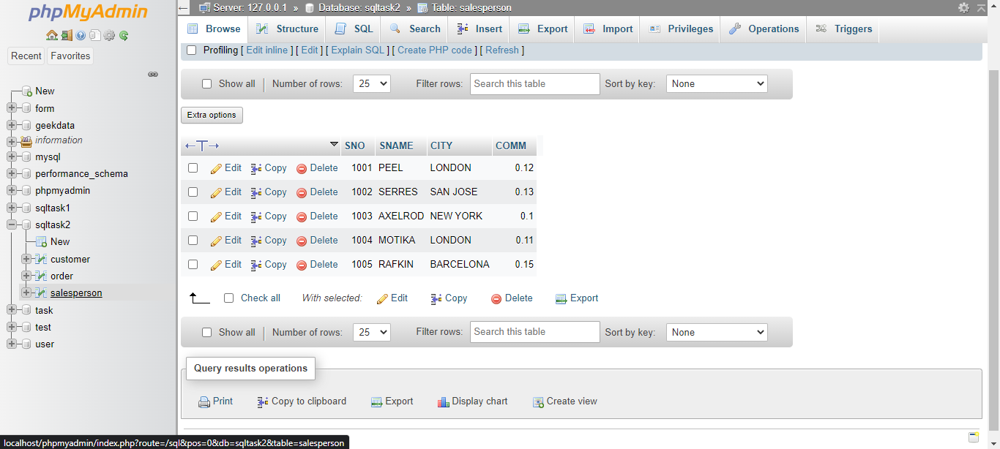 phpMyAdmin
Recent Favorites
New
form
geekdata
information
mysql
performance_schema
phpmyadmin
sqltask1
sqltask2
New
customer
order
salesperson
task
test
user
Server: 127.0.0.1 » Database: sqltask2 » Table: salesperson
Browse Structure SQL Search Insert Export Import Privileges Operations Triggers
Profiling [ Edit inline ] [ Edit ] [ Explain SQL ] [ Create PHP code ] [ Refresh ]
Show all Number of rows: 25 Filter rows: Search this table Sort by key: None
Extra options
←T→ SNO SNAME CITY COMM
Edit Copy Delete 1001 PEEL LONDON 0.12
Edit Copy Delete 1002 SERRES SAN JOSE 0.13
Edit Copy Delete 1003 AXELROD NEW YORK 0.1
Edit Copy Delete 1004 MOTIKA LONDON 0.11
Edit Copy Delete 1005 RAFKIN BARCELONA 0.15
Check all With selected: Edit Copy Delete Export
Show all Number of rows: 25 Filter rows: Search this table Sort by key: None
Query results operations
Print Copy to clipboard Export Display chart Create view
localhost/phpmyadmin/index.php?route=/sql&pos=0&db=sqltask2&table=salesperson